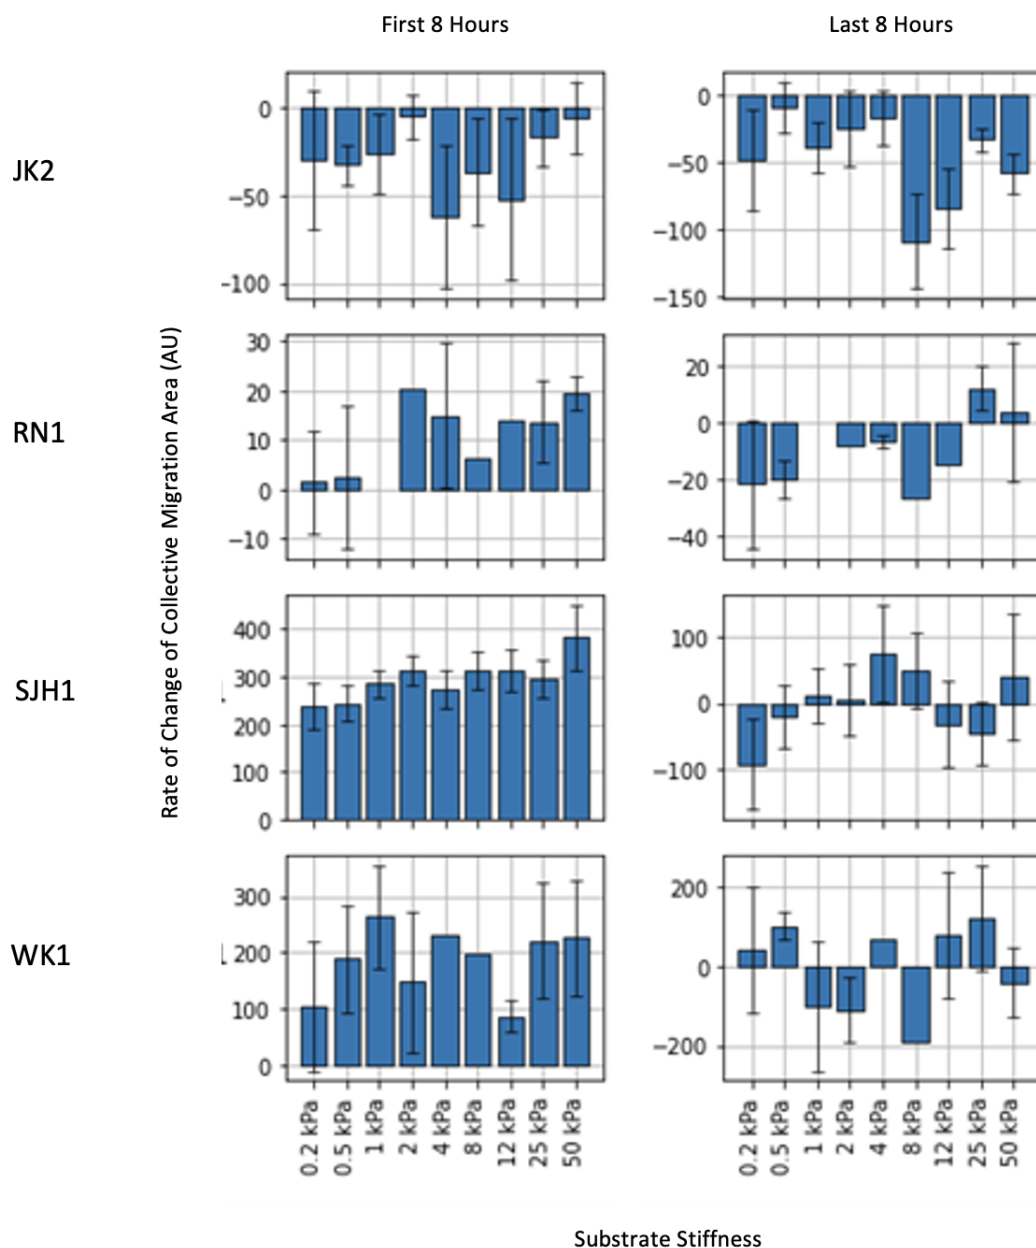 First 8 Hours
Last 8 Hours
JK2
0
−50
−100
0
−50
−100
−150
Rate of Change of Collective Migration Area (AU)
RN1
30
20
10
0
−10
20
0
−20
−40
SJH1
400
300
200
100
0
100
0
−100
WK1
300
200
100
0
200
0
−200
0.2 kPa
0.5 kPa
1 kPa
2 kPa
4 kPa
8 kPa
12 kPa
25 kPa
50 kPa
0.2 kPa
0.5 kPa
1 kPa
2 kPa
4 kPa
8 kPa
12 kPa
25 kPa
50 kPa
Substrate Stiffness